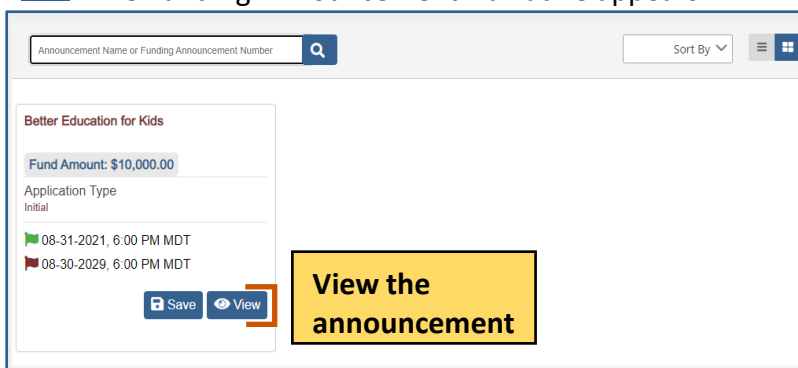 Announcement Name or Funding Announcement Number
Sort By
Better Education for Kids
Fund Amount: $10,000.00
Application Type
Initial
08-31-2021, 6:00 PM MDT
08-30-2029, 6:00 PM MDT
Save View
View the
announcement